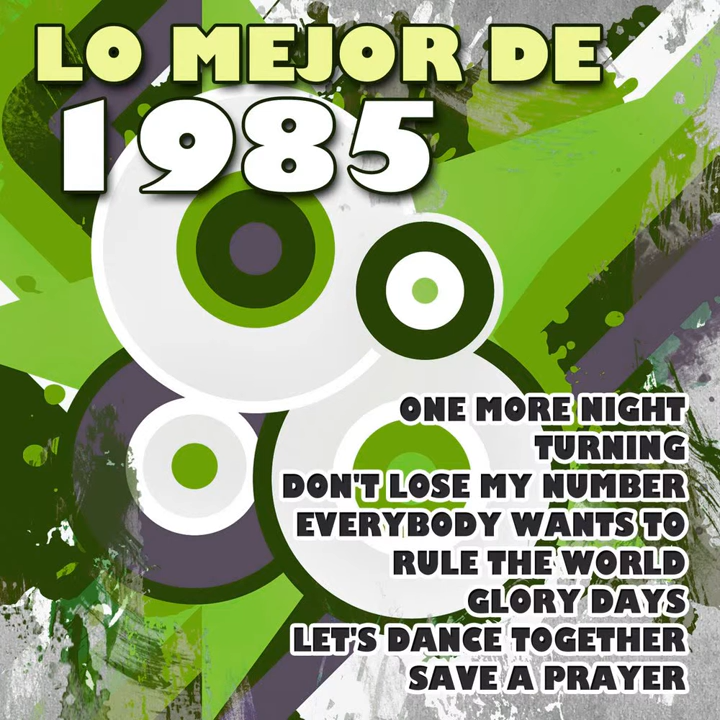 LO MEJOR DE
1985
ONE MORE NIGHT
TURNING
DON'T LOSE MY NUMBER
EVERYBODY WANTS TO
RULE THE WORLD
GLORY DAYS
LET'S DANCE TOGETHER
SAVE A PRAYER